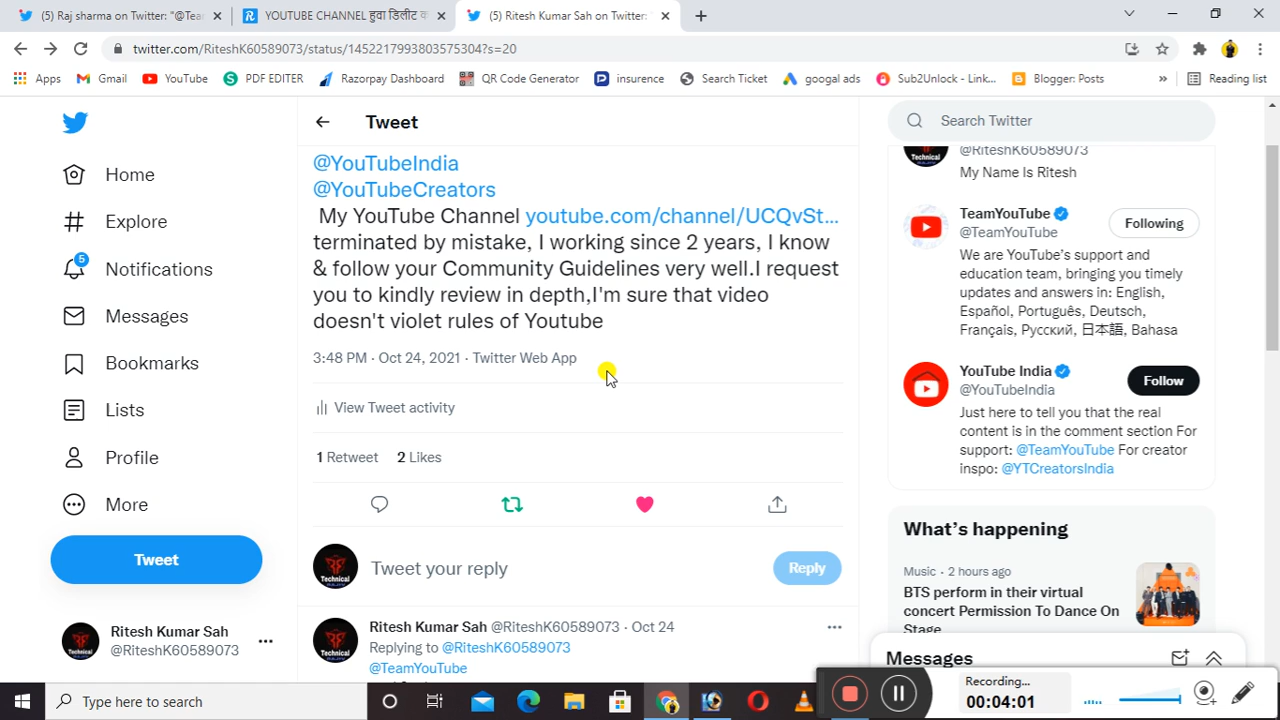 (5) Raj sharma on Twitter: "@Tea
YOUTUBE CHANNEL हुवा डिलीट
(5) Ritesh Kumar Sah on Twitter:
twitter.com/RiteshK60589073/status/1452217993803575304?s=20
Apps
Gmail
YouTube
PDF EDITER
Razorpay Dashboard
QR Code Generator
insurence
Search Ticket
googal ads
Sub2Unlock - Link...
Blogger: Posts
»
Reading list
Home
Explore
5
Notifications
Messages
Bookmarks
Lists
Profile
More
Tweet
Ritesh Kumar Sah
@RiteshK60589073
Tweet
@YouTubeIndia
@YouTubeCreators
My YouTube Channel youtube.com/channel/UCQvSt...
terminated by mistake, I working since 2 years, I know
& follow your Community Guidelines very well.I request
you to kindly review in depth,I'm sure that video
doesn't violet rules of Youtube
3:48 PM · Oct 24, 2021 · Twitter Web App
View Tweet activity
1 Retweet 2 Likes
Technical
Tweet your reply
Reply
Technical
Ritesh Kumar Sah @RiteshK60589073 · Oct 24
Replying to @RiteshK60589073
@TeamYouTube
Search Twitter
Technical
@RiteshK60589073
My Name Is Ritesh
TeamYouTube
@TeamYouTube
Following
We are YouTube's support and
education team, bringing you timely
updates and answers in: English,
Español, Português, Deutsch,
Français, Pусский, 日本語, Bahasa
YouTube India
@YouTubeIndia
Follow
Just here to tell you that the real
content is in the comment section For
support: @TeamYouTube For creator
inspo: @YTCreatorsIndia
What's happening
Music · 2 hours ago
BTS perform in their virtual
concert Permission To Dance On
Stage
Messages
Type here to search
Recording...
00:04:01